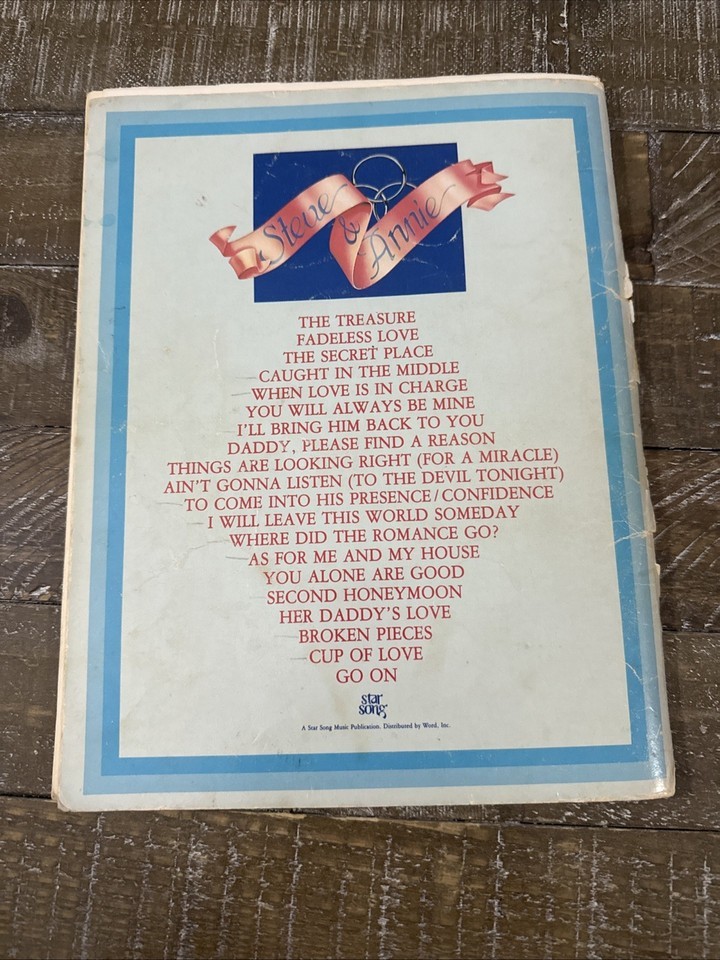 Steve & Annie
THE TREASURE
FADELESS LOVE
THE SECRET PLACE
CAUGHT IN THE MIDDLE
WHEN LOVE IS IN CHARGE
YOU WILL ALWAYS BE MINE
I'LL BRING HIM BACK TO YOU
DADDY, PLEASE FIND A REASON
THINGS ARE LOOKING RIGHT (FOR A MIRACLE)
AIN'T GONNA LISTEN (TO THE DEVIL TONIGHT)
TO COME INTO HIS PRESENCE/CONFIDENCE
I WILL LEAVE THIS WORLD SOMEDAY
WHERE DID THE ROMANCE GO?
AS FOR ME AND MY HOUSE
YOU ALONE ARE GOOD
SECOND HONEYMOON
HER DADDY'S LOVE
BROKEN PIECES
CUP OF LOVE
GO ON
star
song
A Star Song Music Publication. Distributed by Word, Inc.